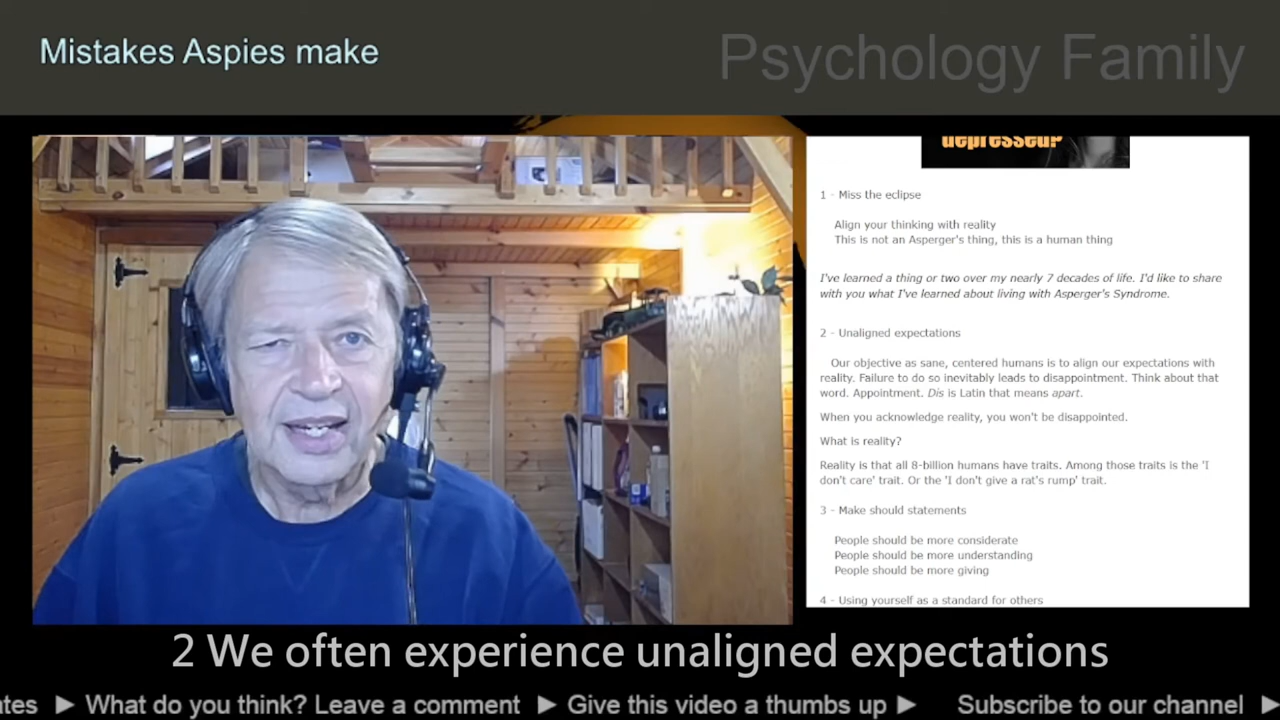 Mistakes Aspies make
Psychology Family
depressed?
1 - Miss the eclipse
Align your thinking with reality
This is not an Asperger's thing, this is a human thing
I've learned a thing or two over my nearly 7 decades of life. I'd like to share
with you what I've learned about living with Asperger's Syndrome.
2 - Unaligned expectations
Our objective as sane, centered humans is to align our expectations with
reality. Failure to do so inevitably leads to disappointment. Think about that
word. Appointment. Dis is Latin that means apart.
When you acknowledge reality, you won't be disappointed.
What is reality?
Reality is that all 8-billion humans have traits. Among those traits is the 'I
don't care' trait. Or the 'I don't give a rat's rump' trait.
3 - Make should statements
People should be more considerate
People should be more understanding
People should be more giving
4 - Using yourself as a standard for others
2 We often experience unaligned expectations
► What do you think? Leave a comment ► Give this video a thumbs up ► Subscribe to our channel ►